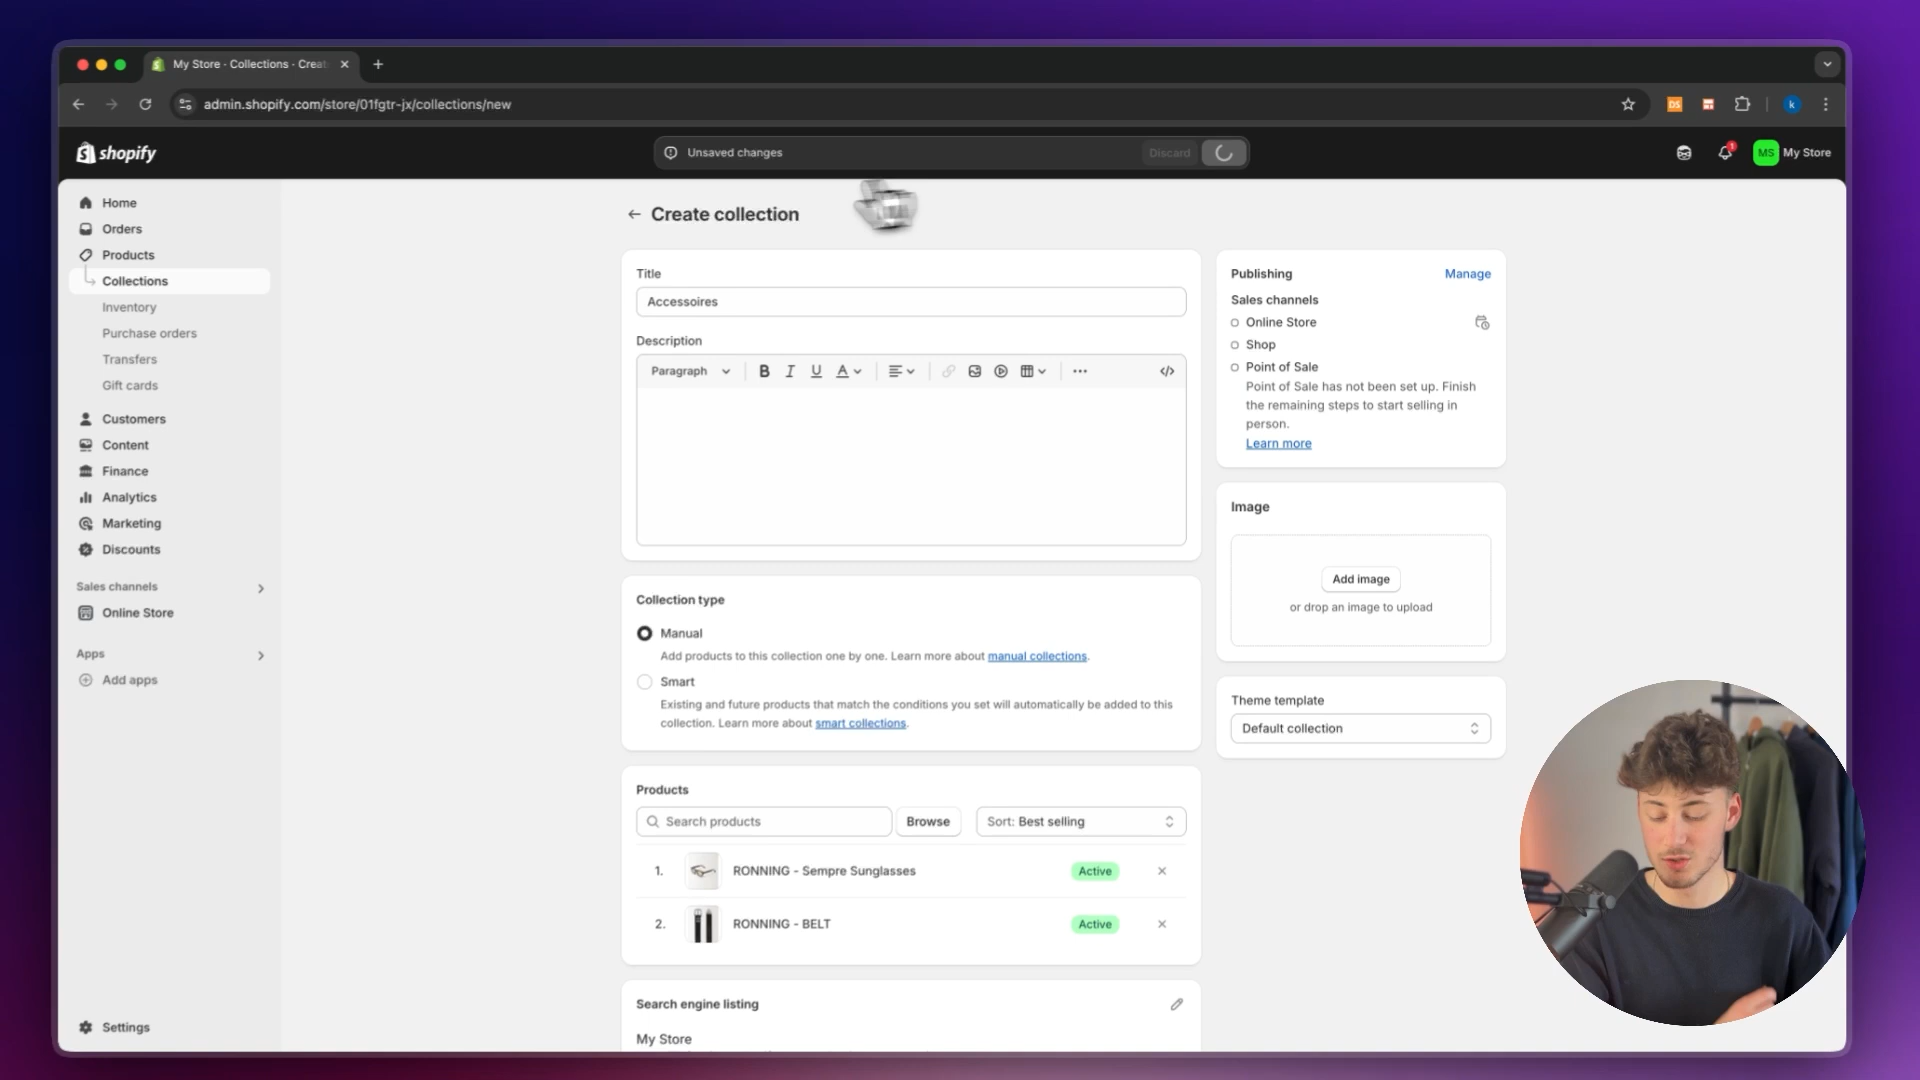 My Store - Collections - Creat
admin.shopify.com/store/01fgtr-jx/collections/new
DS
k
shopify
Unsaved changes
Discard
1
MS
My Store
Home
Orders
Products
Collections
Inventory
Purchase orders
Transfers
Gift cards
Customers
Content
Finance
Analytics
Marketing
Discounts
Sales channels
Online Store
Apps
Add apps
Settings
Create collection
Title
Accessoires
Description
Paragraph
B I U A
Collection type
Manual
Add products to this collection one by one. Learn more about manual collections.
Smart
Existing and future products that match the conditions you set will automatically be added to this
collection. Learn more about smart collections.
Products
Search products
Browse
Sort: Best selling
1.
RONNING - Sempre Sunglasses
Active
2.
RONNING - BELT
Active
Search engine listing
My Store
Publishing
Manage
Sales channels
Online Store
Shop
Point of Sale
Point of Sale has not been set up. Finish
the remaining steps to start selling in
person.
Learn more
Image
Add image
or drop an image to upload
Theme template
Default collection